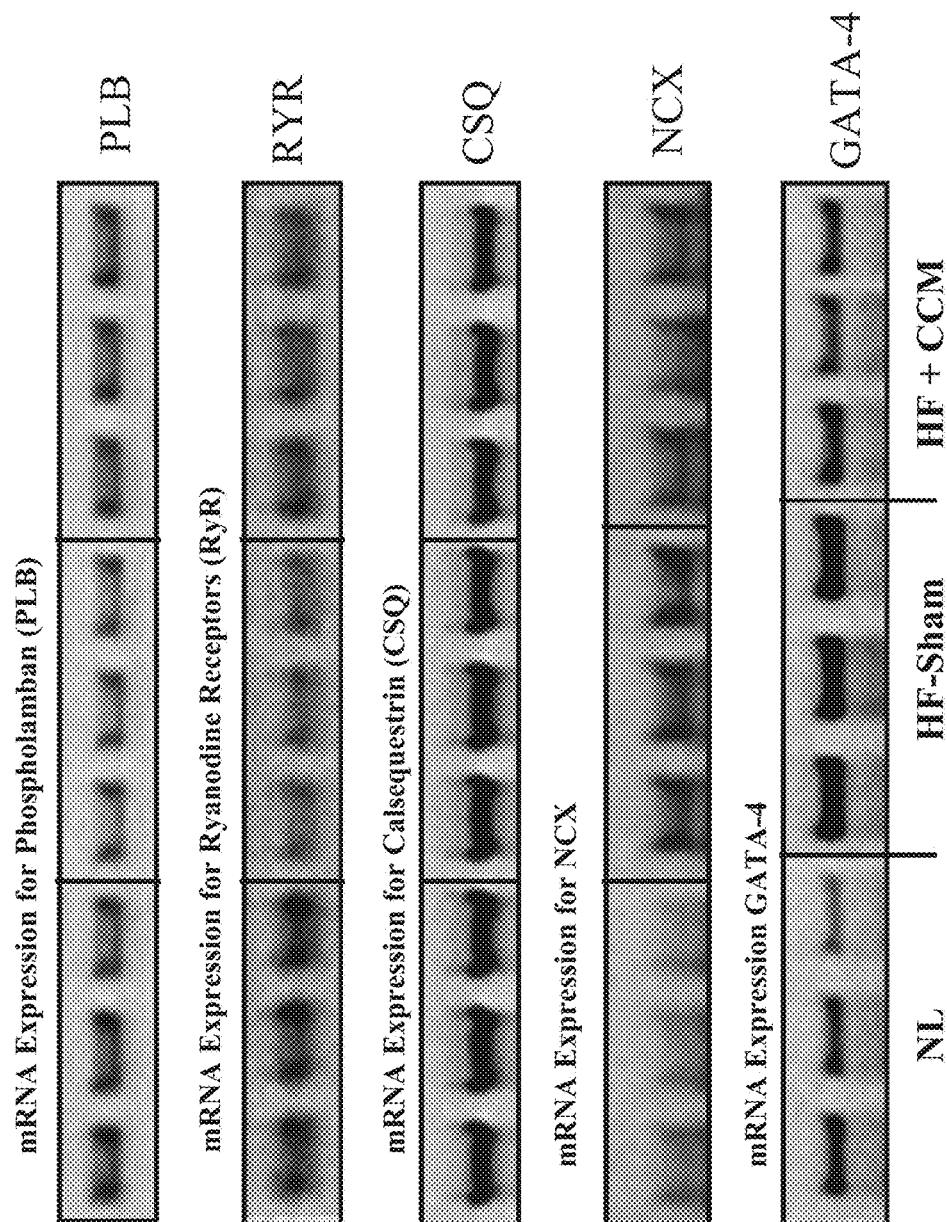 mRNA Expression for Phospholamban (PLB)
PLB
mRNA Expression for Ryanodine Receptors (RyR)
RYR
mRNA Expression for Calsequestrin (CSQ)
CSQ
mRNA Expression for NCX
NCX
mRNA Expression GATA-4
GATA-4
NL
HF-Sham
HF + CCM